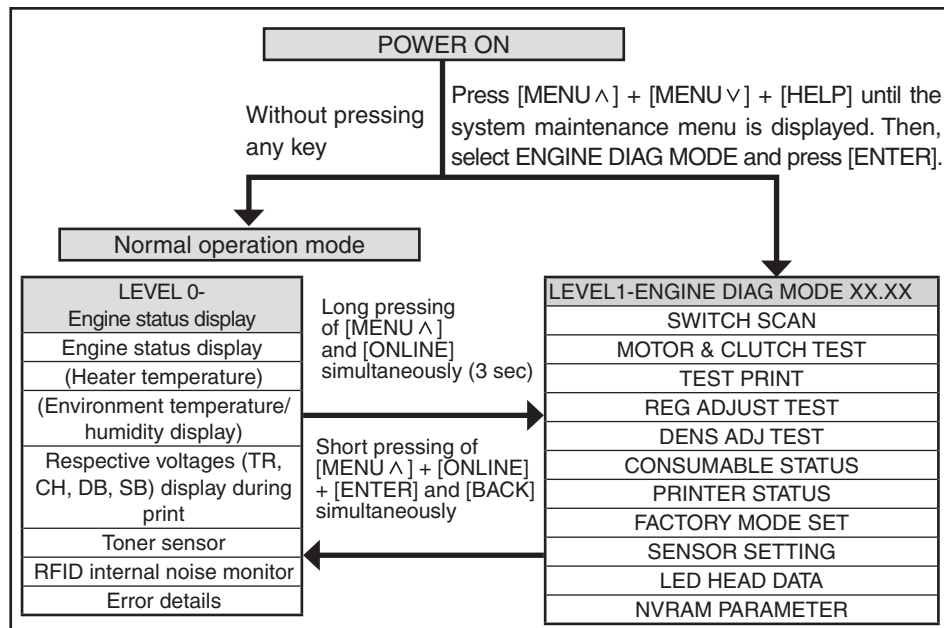 POWER ON
Without pressing
any key
Press [MENU∧] + [MENU∨] + [HELP] until the
system maintenance menu is displayed. Then,
select ENGINE DIAG MODE and press [ENTER].
Normal operation mode
LEVEL 0-
Engine status display
Engine status display
(Heater temperature)
(Environment temperature/
humidity display)
Respective voltages (TR,
CH, DB, SB) display during
print
Toner sensor
RFID internal noise monitor
Error details
Long pressing
of [MENU∧]
and [ONLINE]
simultaneously (3 sec)
Short pressing of
[MENU∧] + [ONLINE]
+ [ENTER] and [BACK]
simultaneously
LEVEL1-ENGINE DIAG MODE XX.XX
SWITCH SCAN
MOTOR & CLUTCH TEST
TEST PRINT
REG ADJUST TEST
DENS ADJ TEST
CONSUMABLE STATUS
PRINTER STATUS
FACTORY MODE SET
SENSOR SETTING
LED HEAD DATA
NVRAM PARAMETER